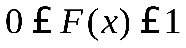 0 £ F(x) £ 1